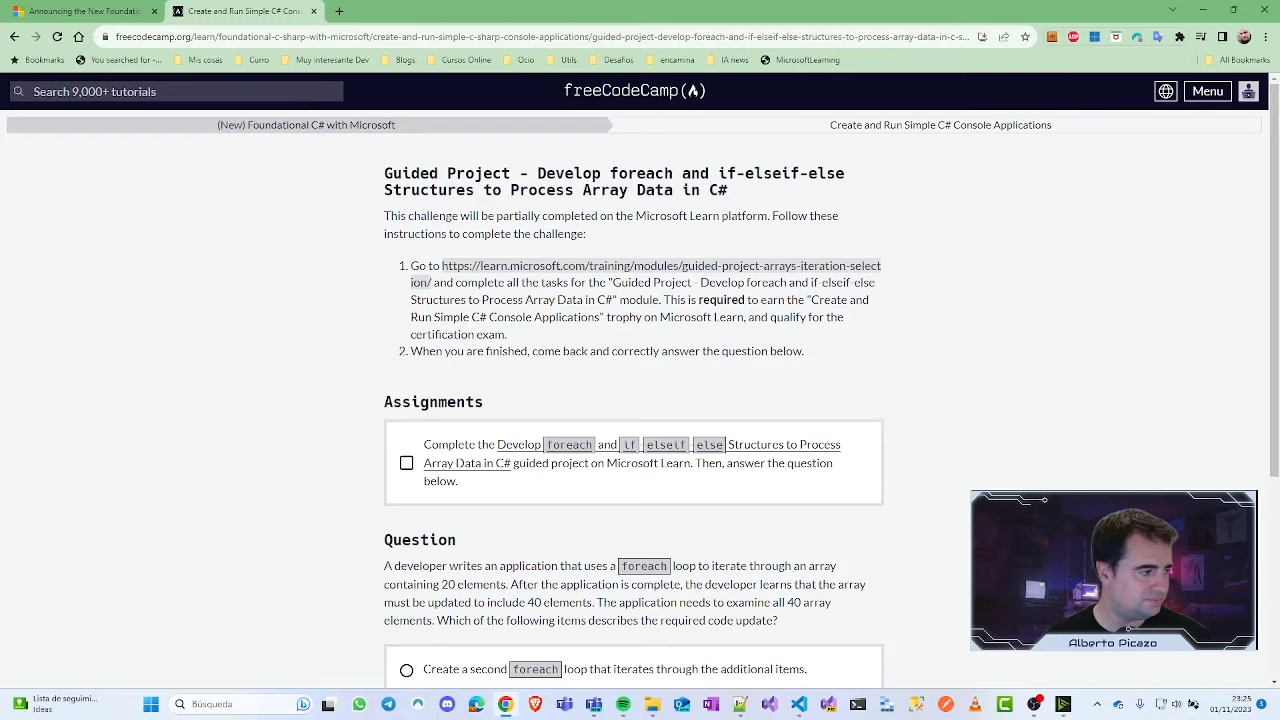 Announcing the New Foundatic
Create and Run Simple C# Cons
freecodecamp.org/learn/foundational-c-sharp-with-microsoft/create-and-run-simple-c-sharp-console-applications/guided-project-develop-foreach-and-if-elseif-else-structures-to-process-array-data-in-c-s...
Bookmarks
You searched for -...
Mis cosas
Curro
Muy interesante Dev
Blogs
Cursos Online
Ocio
Utils
Desafios
encamina
IA news
MicrosoftLearning
All Bookmarks
Search 9,000+ tutorials
freeCodeCamp
Menu
(New) Foundational C# with Microsoft
Create and Run Simple C# Console Applications
Guided Project - Develop foreach and if-elseif-else
Structures to Process Array Data in C#
This challenge will be partially completed on the Microsoft Learn platform. Follow these
instructions to complete the challenge:
1. Go to https://learn.microsoft.com/training/modules/guided-project-arrays-iteration-select
ion/ and complete all the tasks for the "Guided Project - Develop foreach and if-elseif-else
Structures to Process Array Data in C#" module. This is required to earn the "Create and
Run Simple C# Console Applications" trophy on Microsoft Learn, and qualify for the
certification exam.
2. When you are finished, come back and correctly answer the question below.
Assignments
Complete the Develop foreach and if-elseif-else Structures to Process
Array Data in C# guided project on Microsoft Learn. Then, answer the question
below.
Question
A developer writes an application that uses a foreach loop to iterate through an array
containing 20 elements. After the application is complete, the developer learns that the array
must be updated to include 40 elements. The application needs to examine all 40 array
elements. Which of the following items describes the required code update?
Create a second foreach loop that iterates through the additional items.
Alberto Picazo
Lista de seguimi...
Ideas
Búsqueda
23:25
01/11/2023